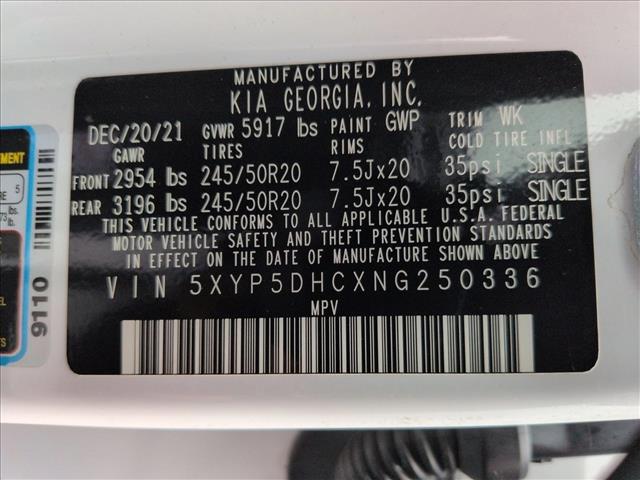 MANUFACTURED BY
KIA GEORGIA, INC.
DEC/20/21 GVWR 5917 lbs PAINT GWP TRIM WK
GAWR TIRES RIMS COLD TIRE INFL
FRONT 2954 lbs 245/50R20 7.5Jx20 35psi SINGLE
REAR 3196 lbs 245/50R20 7.5Jx20 35psi SINGLE
THIS VEHICLE CONFORMS TO ALL APPLICABLE U.S.A. FEDERAL
MOTOR VEHICLE SAFETY AND THEFT PREVENTION STANDARDS
IN EFFECT ON THE DATE OF MANUFACTURE SHOWN ABOVE.
VIN 5XYP5DHCXNG250336
MPV
5
9110